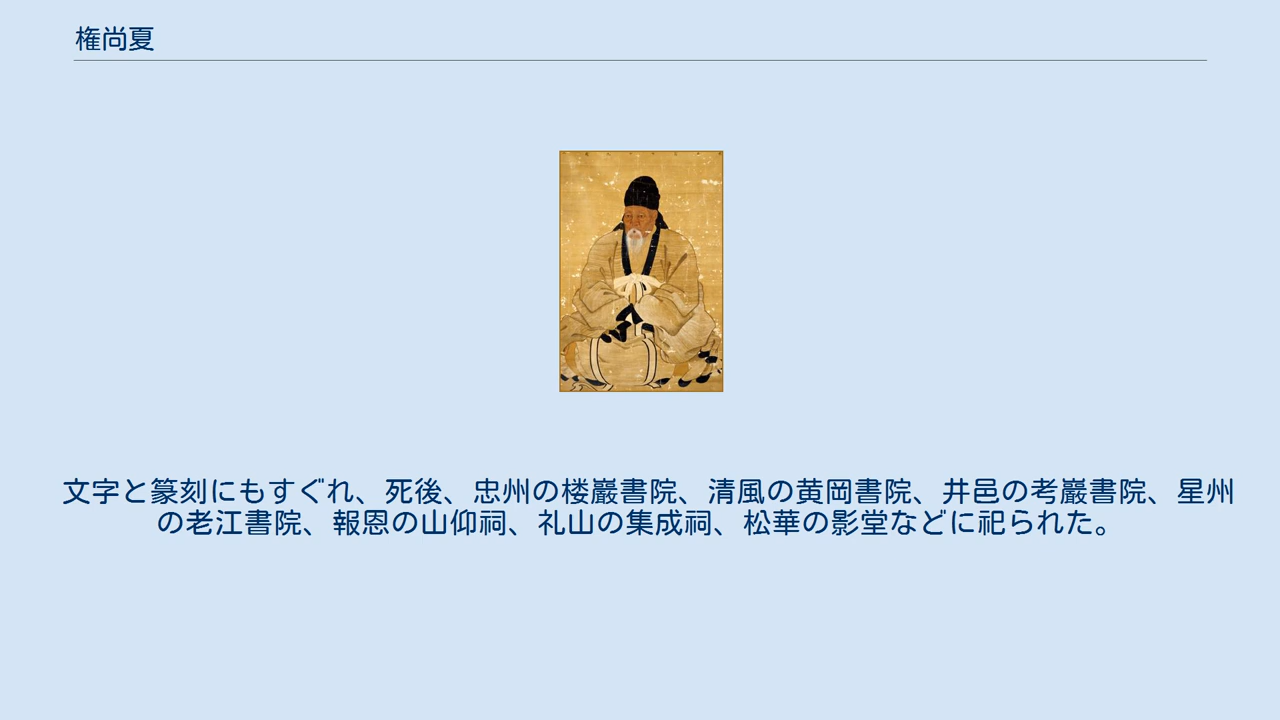 権尚夏
文字と篆刻にもすぐれ、死後、忠州の楼巖書院、清風の黄岡書院、井邑の考巖書院、星州
の老江書院、報恩の山仰祠、礼山の集成祠、松華の影堂などに祀られた。